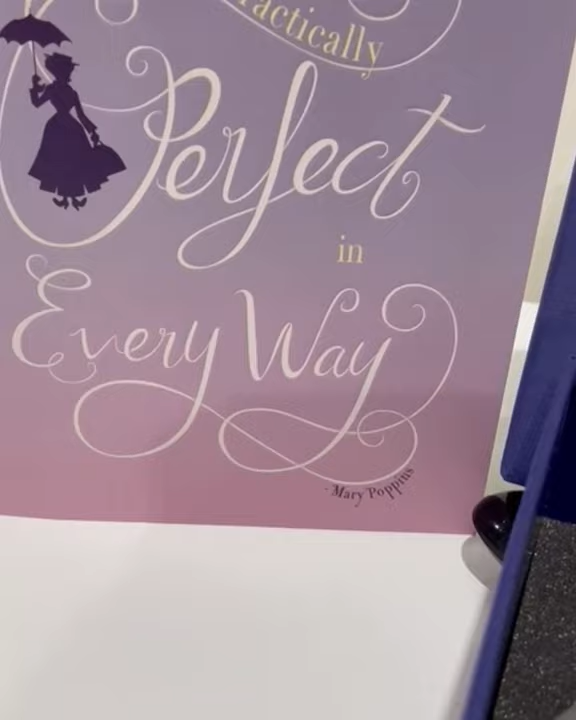 Practically
Perfect
in
Every Way
- Mary Poppins